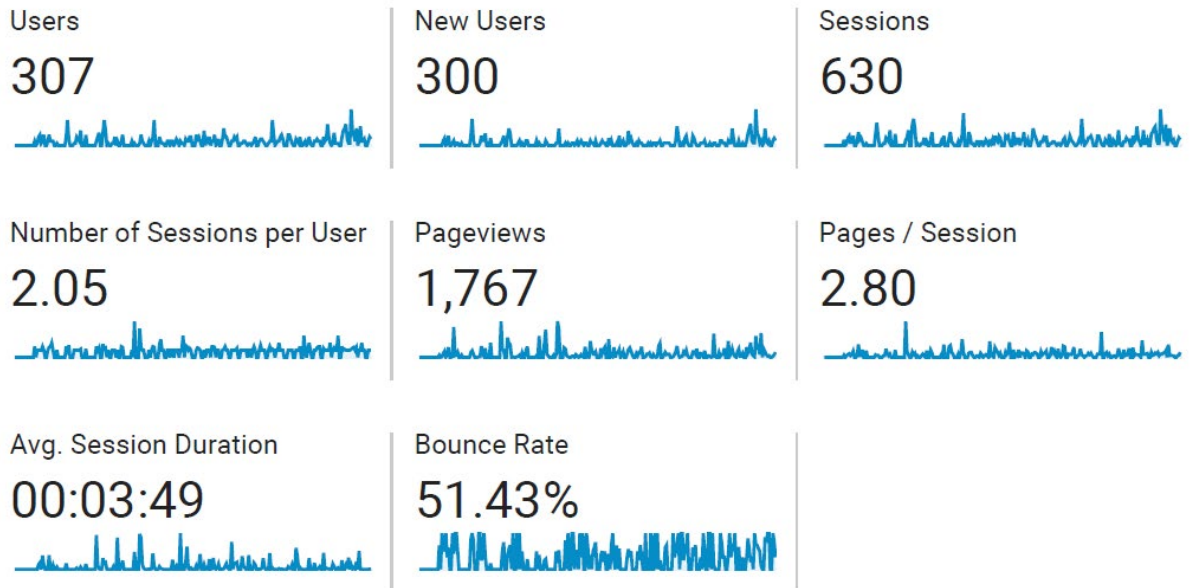 Users
307
New Users
300
Sessions
630
Number of Sessions per User
2.05
Pageviews
1,767
Pages / Session
2.80
Avg. Session Duration
00:03:49
Bounce Rate
51.43%